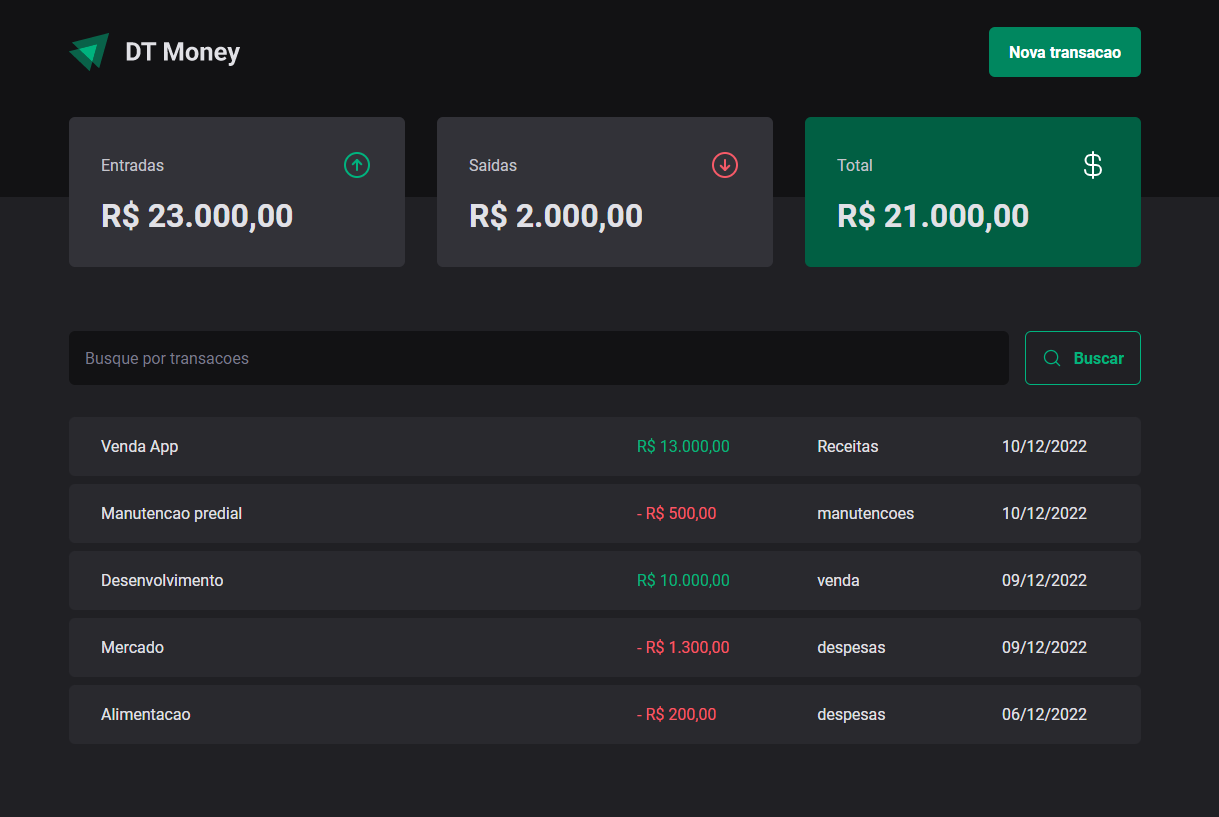 DT Money
Nova transacao
Entradas
R$ 23.000,00
Saidas
R$ 2.000,00
Total
$
R$ 21.000,00
Busque por transacoes
Buscar
Venda App R$ 13.000,00 Receitas 10/12/2022
Manutencao predial - R$ 500,00 manutencoes 10/12/2022
Desenvolvimento R$ 10.000,00 venda 09/12/2022
Mercado - R$ 1.300,00 despesas 09/12/2022
Alimentacao - R$ 200,00 despesas 06/12/2022